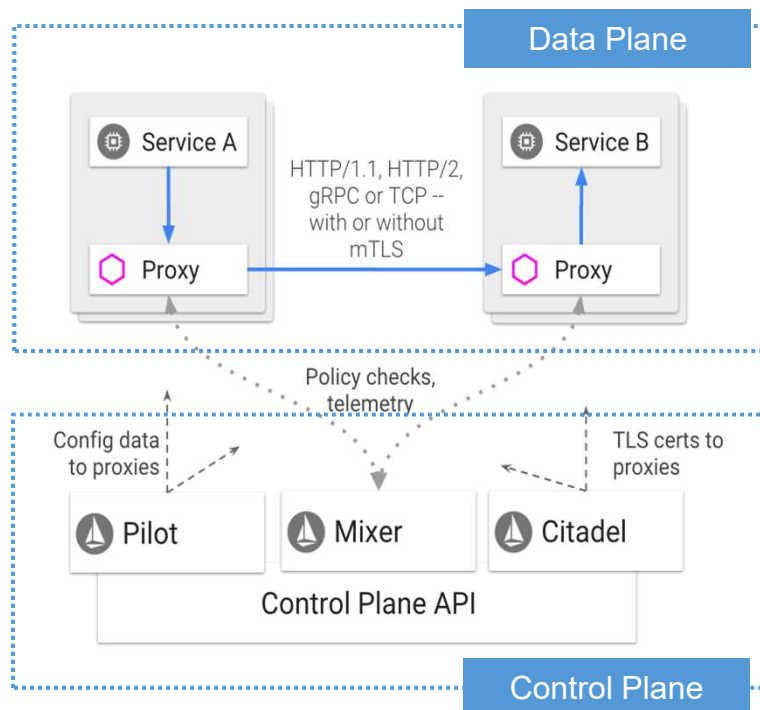 Data Plane
Service A
Service B
HTTP/1.1, HTTP/2,
gRPC or TCP --
with or without
mTLS
Proxy
Proxy
Policy checks,
telemetry
Config data
to proxies
TLS certs to
proxies
Pilot
Mixer
Citadel
Control Plane API
Control Plane